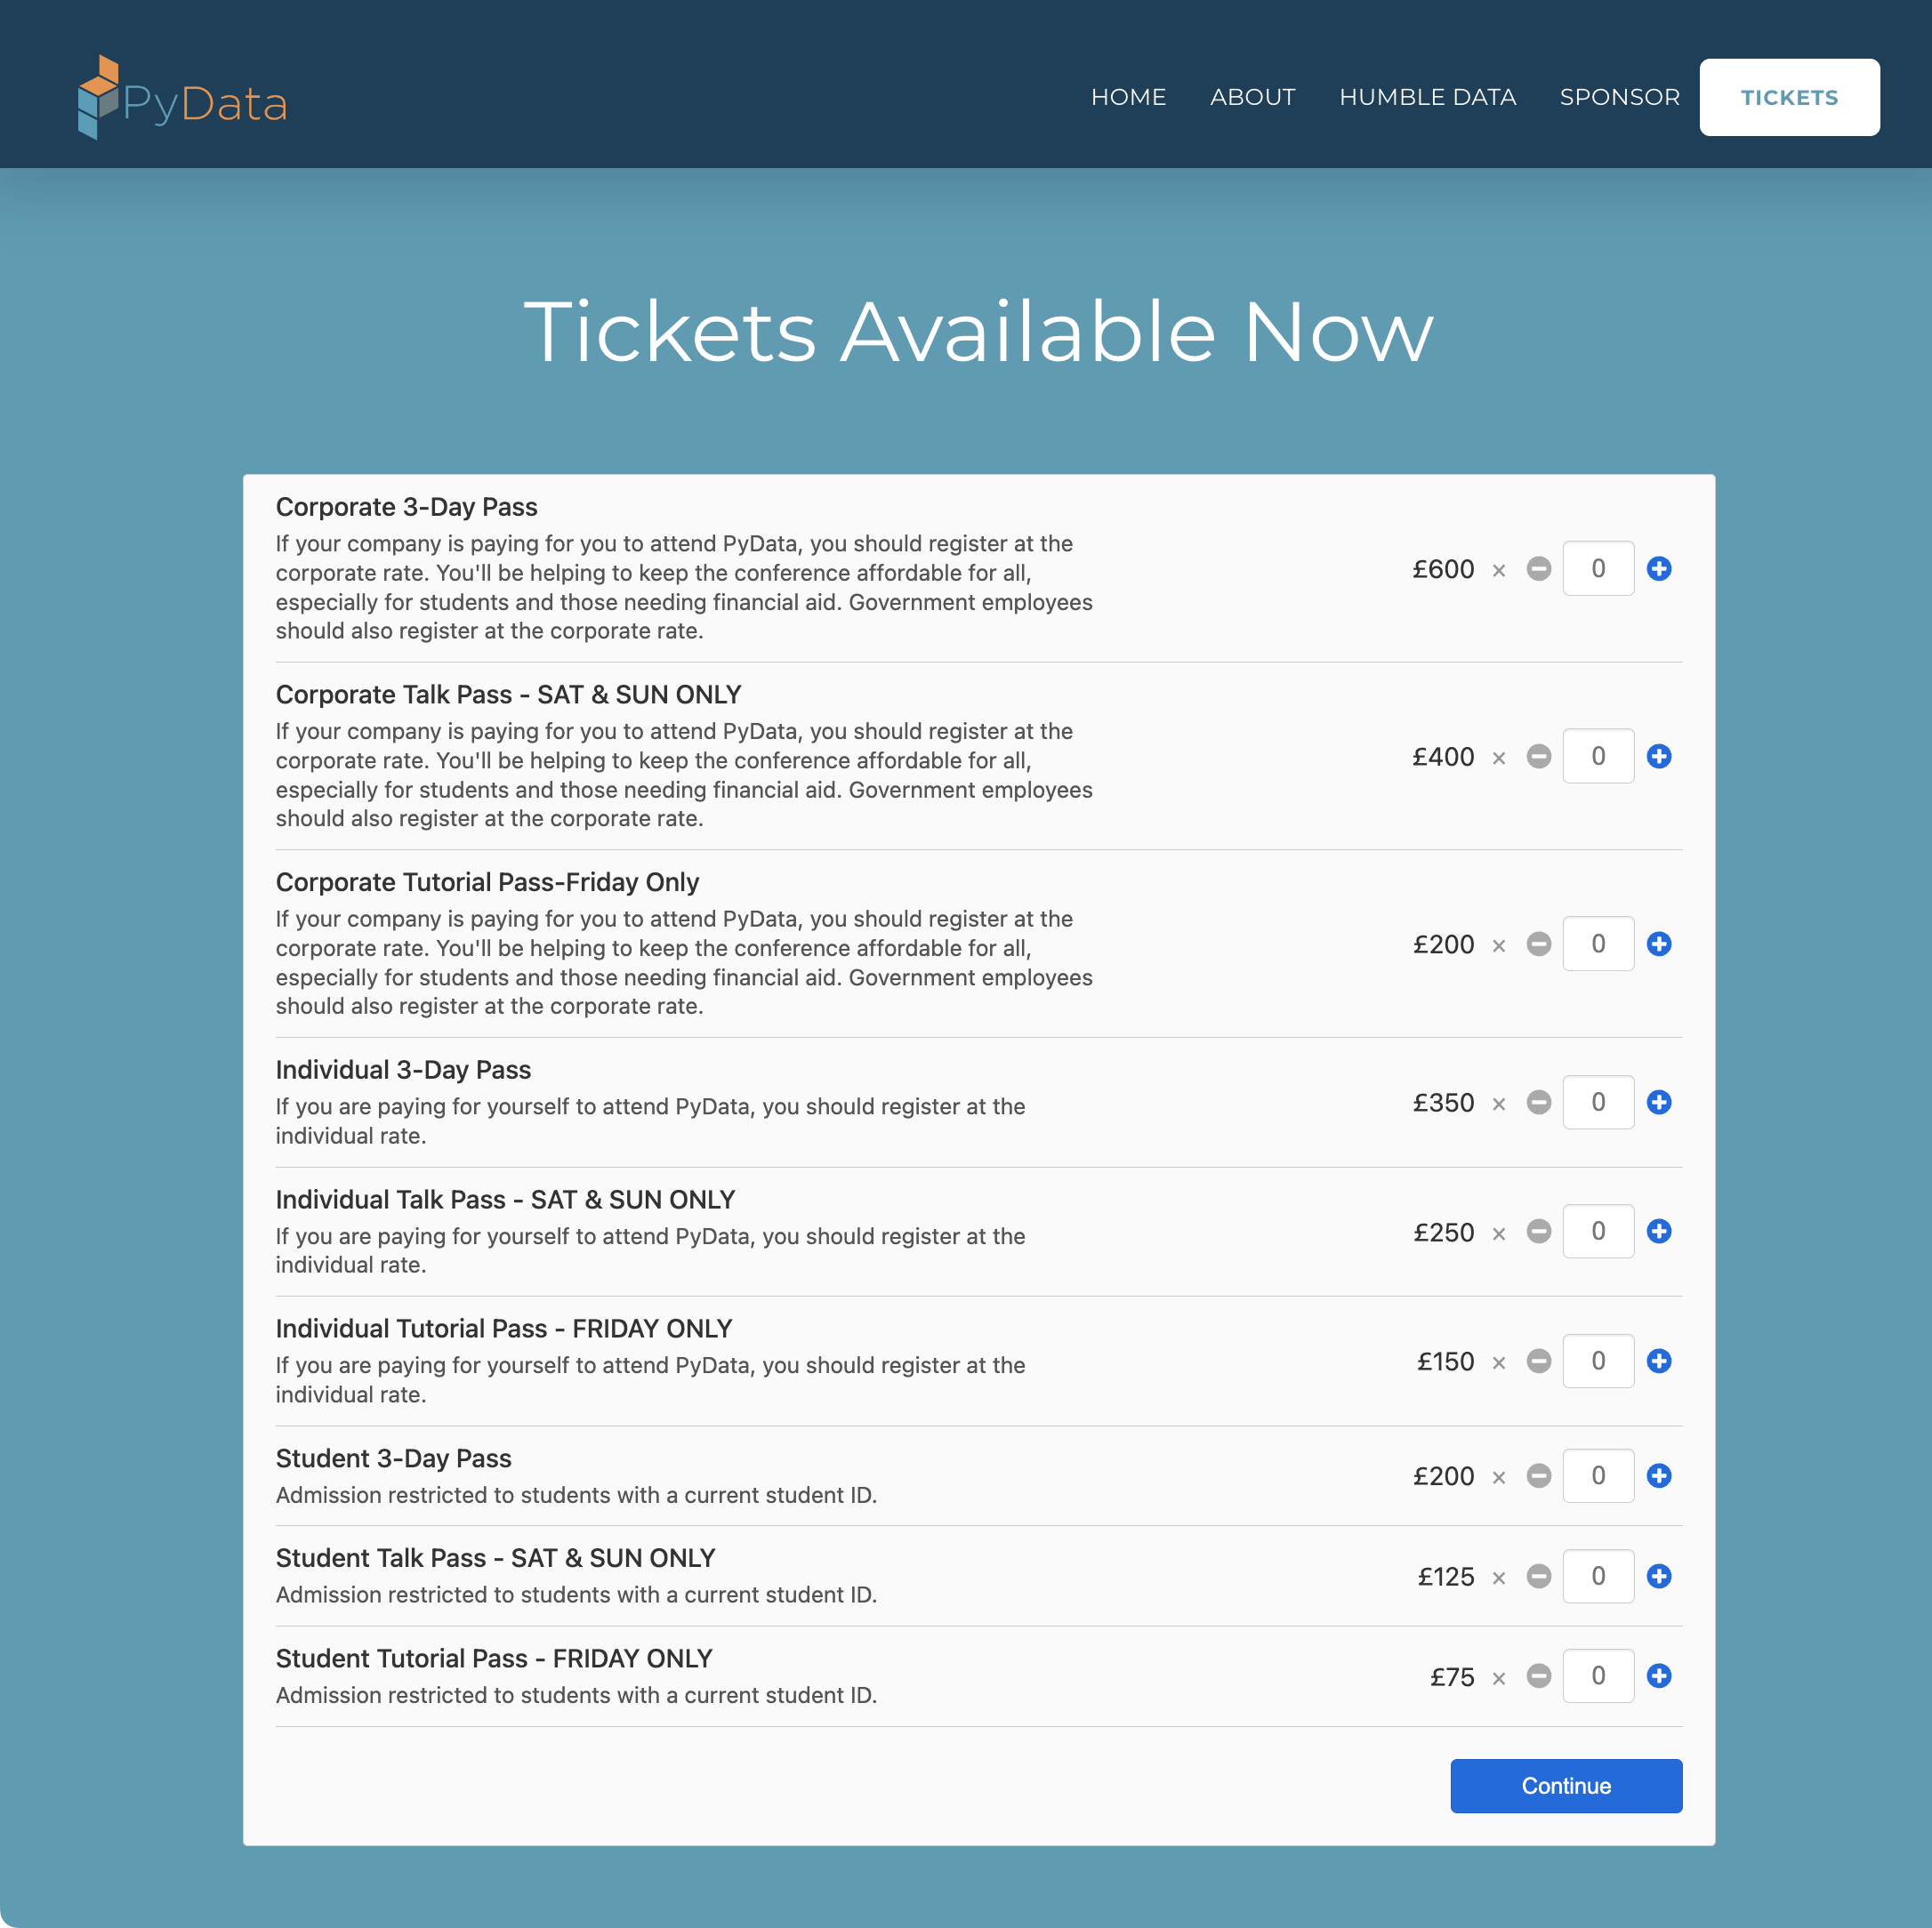 PyData
HOME ABOUT HUMBLE DATA SPONSOR TICKETS
Tickets Available Now
Corporate 3-Day Pass
If your company is paying for you to attend PyData, you should register at the
corporate rate. You'll be helping to keep the conference affordable for all,
especially for students and those needing financial aid. Government employees
should also register at the corporate rate.
£600 × 0
Corporate Talk Pass - SAT & SUN ONLY
If your company is paying for you to attend PyData, you should register at the
corporate rate. You'll be helping to keep the conference affordable for all,
especially for students and those needing financial aid. Government employees
should also register at the corporate rate.
£400 × 0
Corporate Tutorial Pass-Friday Only
If your company is paying for you to attend PyData, you should register at the
corporate rate. You'll be helping to keep the conference affordable for all,
especially for students and those needing financial aid. Government employees
should also register at the corporate rate.
£200 × 0
Individual 3-Day Pass
If you are paying for yourself to attend PyData, you should register at the
individual rate.
£350 × 0
Individual Talk Pass - SAT & SUN ONLY
If you are paying for yourself to attend PyData, you should register at the
individual rate.
£250 × 0
Individual Tutorial Pass - FRIDAY ONLY
If you are paying for yourself to attend PyData, you should register at the
individual rate.
£150 × 0
Student 3-Day Pass
Admission restricted to students with a current student ID.
£200 × 0
Student Talk Pass - SAT & SUN ONLY
Admission restricted to students with a current student ID.
£125 × 0
Student Tutorial Pass - FRIDAY ONLY
Admission restricted to students with a current student ID.
£75 × 0
Continue